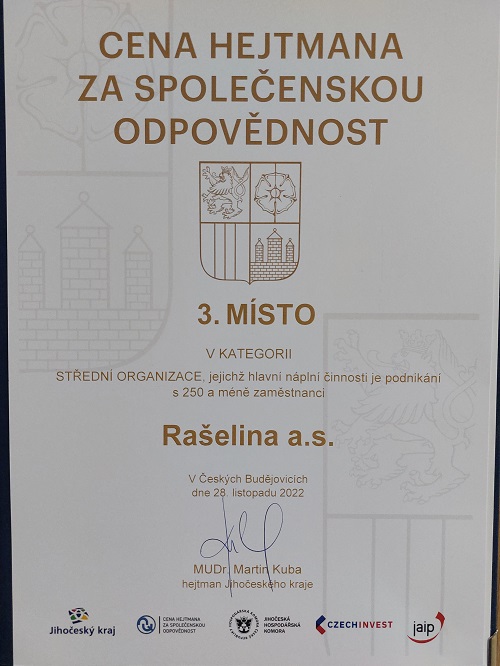 CENA HEJTMANA
ZA SPOLEČENSKOU
ODPOVĚDNOST
3. MÍSTO
V KATEGORII
STŘEDNÍ ORGANIZACE, jejichž hlavní náplní činnosti je podnikání
s 250 a méně zaměstnanci
Rašelina a.s.
V Českých Budějovicích
dne 28. listopadu 2022
MUDr. Martin Kuba
hejtman Jihočeského kraje
Jihočeský kraj
CENA HEJTMANA
ZA SPOLEČENSKOU
ODPOVĚDNOST
JIHOČESKÁ
HOSPODÁŘSKÁ
KOMORA
CZECHINVEST
jaip